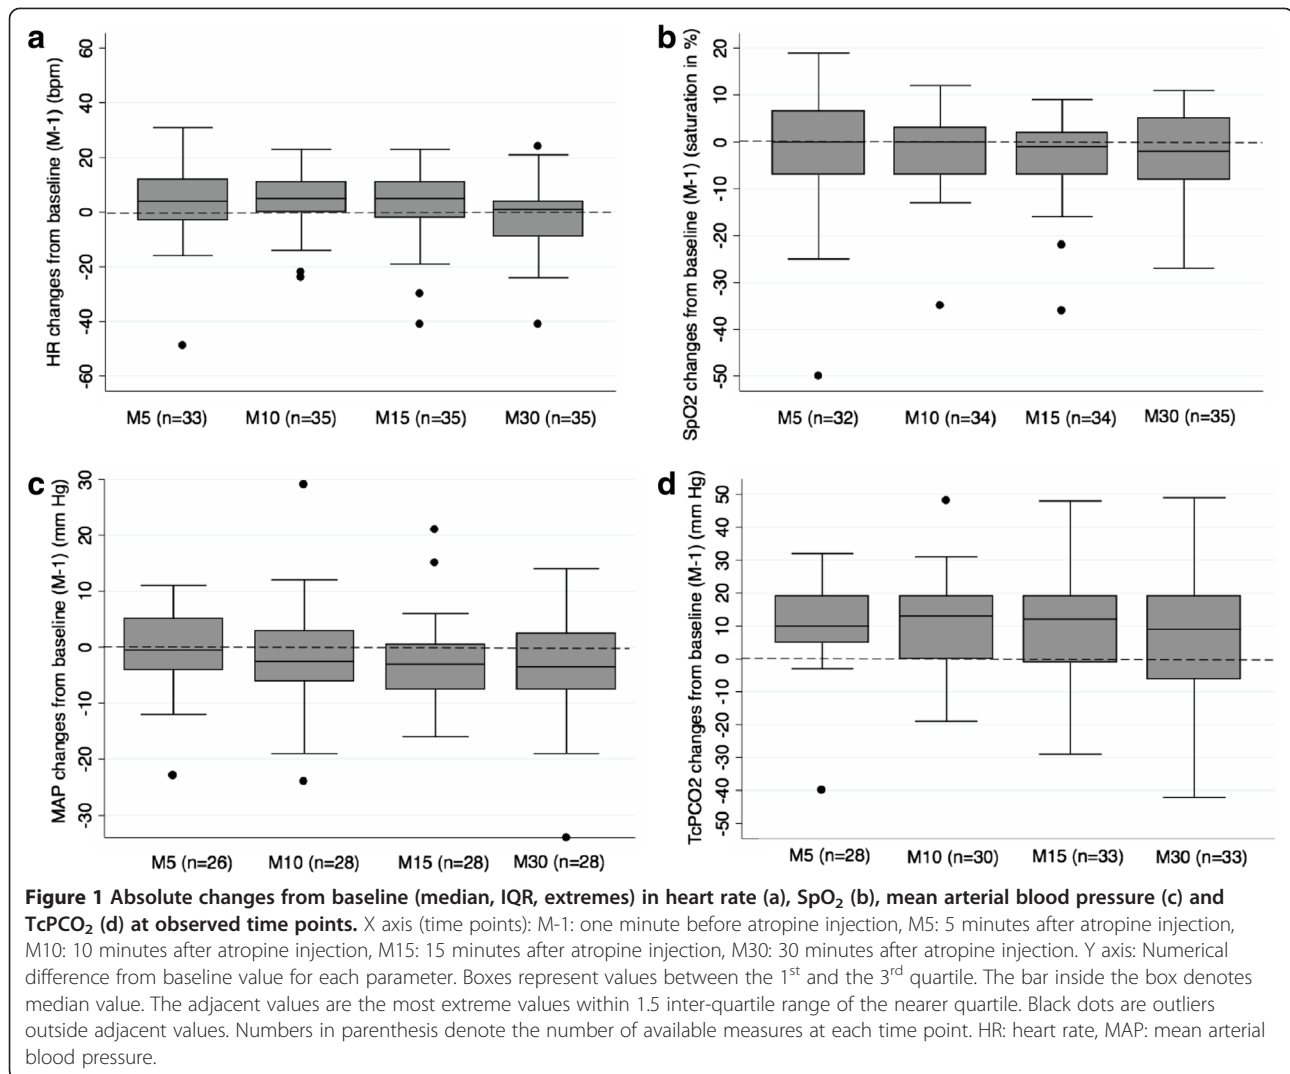 a
HR changes from baseline (M-1) (bpm)
60
40
20
0
-20
-40
-60
M5 (n=33) M10 (n=35) M15 (n=35) M30 (n=35)
b
SpO2 changes from baseline (M-1) (saturation in %)
20
10
0
-10
-20
-30
-40
-50
M5 (n=32) M10 (n=34) M15 (n=34) M30 (n=35)
c
MAP changes from baseline (M-1) (mm Hg)
30
20
10
0
-10
-20
-30
M5 (n=26) M10 (n=28) M15 (n=28) M30 (n=28)
d
TcPCO2 changes from baseline (M-1) (mm Hg)
50
40
30
20
10
0
-10
-20
-30
-40
-50
M5 (n=28) M10 (n=30) M15 (n=33) M30 (n=33)
Figure 1 Absolute changes from baseline (median, IQR, extremes) in heart rate (a), SpO₂ (b), mean arterial blood pressure (c) and
TcPCO₂ (d) at observed time points. X axis (time points): M-1: one minute before atropine injection, M5: 5 minutes after atropine injection,
M10: 10 minutes after atropine injection, M15: 15 minutes after atropine injection, M30: 30 minutes after atropine injection. Y axis: Numerical
difference from baseline value for each parameter. Boxes represent values between the 1st and the 3rd quartile. The bar inside the box denotes
median value. The adjacent values are the most extreme values within 1.5 inter-quartile range of the nearer quartile. Black dots are outliers
outside adjacent values. Numbers in parenthesis denote the number of available measures at each time point. HR: heart rate, MAP: mean arterial
blood pressure.